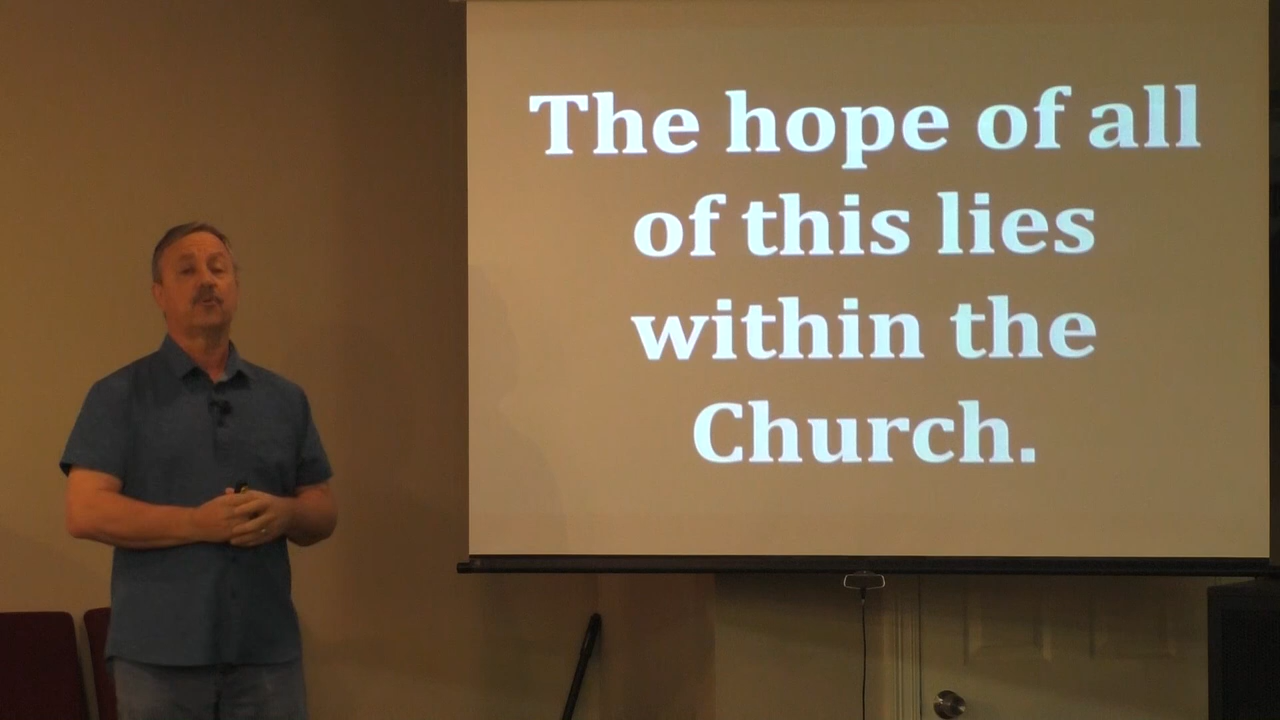 The hope of all
of this lies
within the
Church.